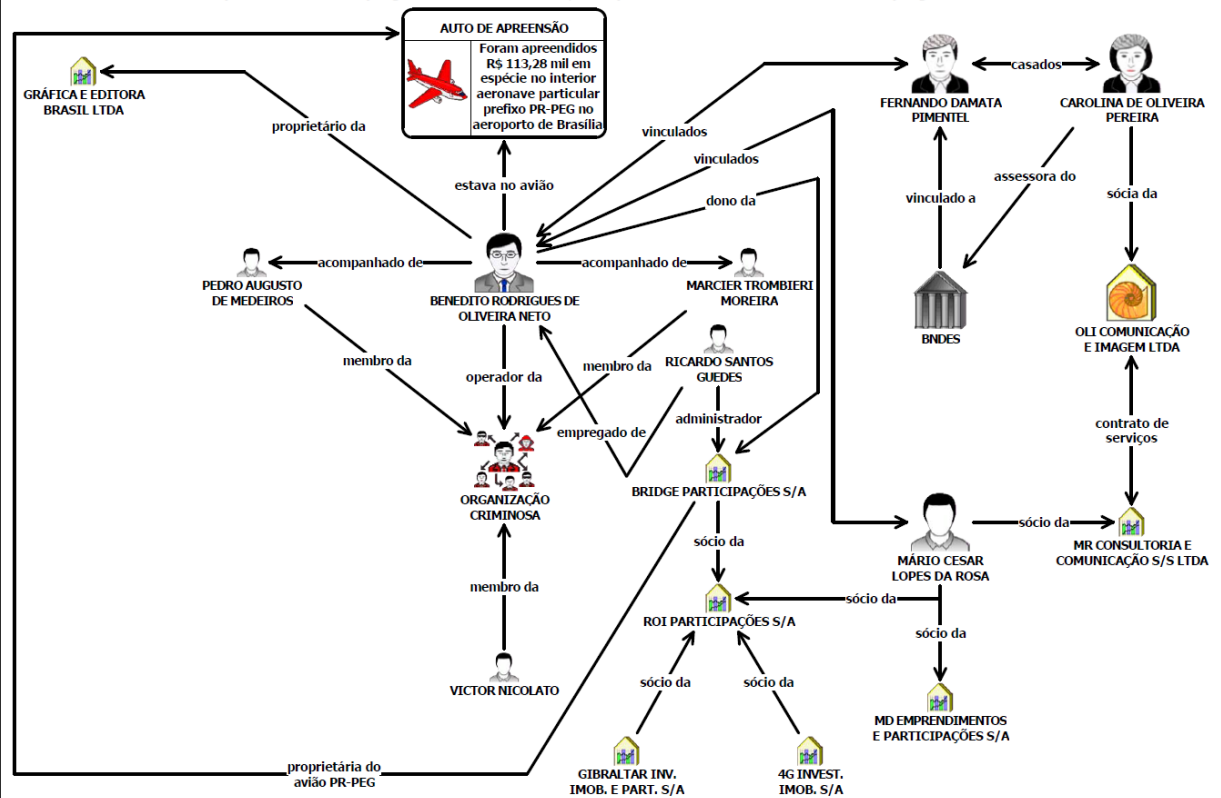 AUTO DE APREENSÃO
Foram apreendidos
R$ 113,28 mil em
espécie no interior
aeronave particular
prefixo PR-PEG no
aeroporto de Brasília
GRÁFICA E EDITORA
BRASIL LTDA
proprietário da
estava no avião
vinculados
vinculados
dono da
casados
FERNANDO DAMATA
PIMENTEL
CAROLINA DE OLIVEIRA
PEREIRA
assessora do
vinculado a
sócia da
PEDRO AUGUSTO
DE MEDEIROS
acompanhado de
BENEDITO RODRIGUES DE
OLIVEIRA NETO
acompanhado de
MARCIER TROMBIERI
MOREIRA
BNDES
OLI COMUNICAÇÃO
E IMAGEM LTDA
membro da
operador da
membro da
RICARDO SANTOS
GUEDES
empregado de
administrador
contrato de
serviços
ORGANIZAÇÃO
CRIMINOSA
BRIDGE PARTICIPAÇÕES S/A
sócio da
MÁRIO CESAR
LOPES DA ROSA
sócio da
MR CONSULTORIA E
COMUNICAÇÃO S/S LTDA
membro da
sócio da
ROI PARTICIPAÇÕES S/A
sócio da
VICTOR NICOLATO
sócio da
sócio da
MD EMPRENDIMENTOS
E PARTICIPAÇÕES S/A
proprietária do
avião PR-PEG
GIBRALTAR INV.
IMOB. E PART. S/A
4G INVEST.
IMOB. S/A